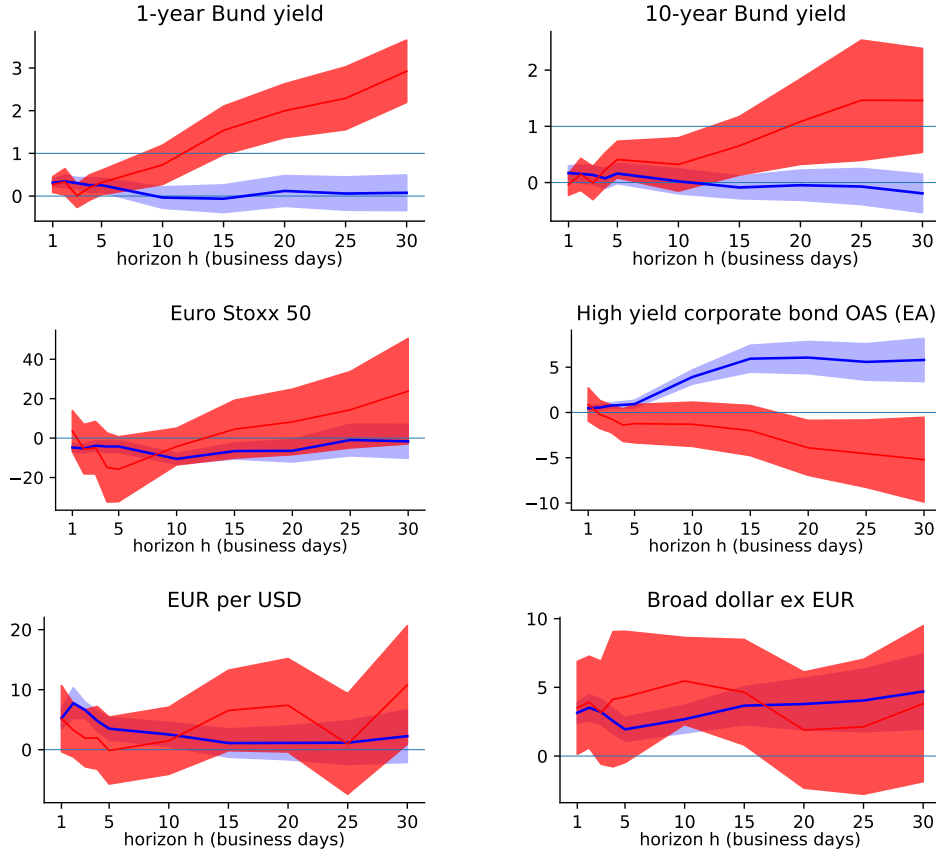 1-year Bund yield
3
2
1
0
1 5 10 15 20 25 30
horizon h (business days)
10-year Bund yield
2
1
0
1 5 10 15 20 25 30
horizon h (business days)
Euro Stoxx 50
40
20
0
−20
1 5 10 15 20 25 30
horizon h (business days)
High yield corporate bond OAS (EA)
5
0
−5
−10
1 5 10 15 20 25 30
horizon h (business days)
EUR per USD
20
10
0
1 5 10 15 20 25 30
horizon h (business days)
Broad dollar ex EUR
10
5
0
1 5 10 15 20 25 30
horizon h (business days)